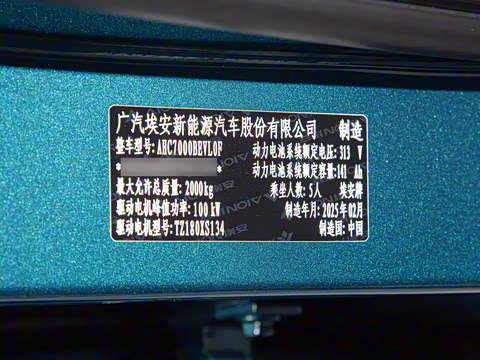 广汽埃安新能源汽车股份有限公司 制造
整车型号: AHC7000BEVL0F 动力电池系统额定电压: 313 V
* * 动力电池系统额定容量: 141 Ah
最大允许总质量: 2000kg 乘坐人数: 5人 埃安牌
驱动电机峰值功率: 100 kW 制造年月: 2025年02月
驱动电机型号: TZ180XS134 制造国: 中国